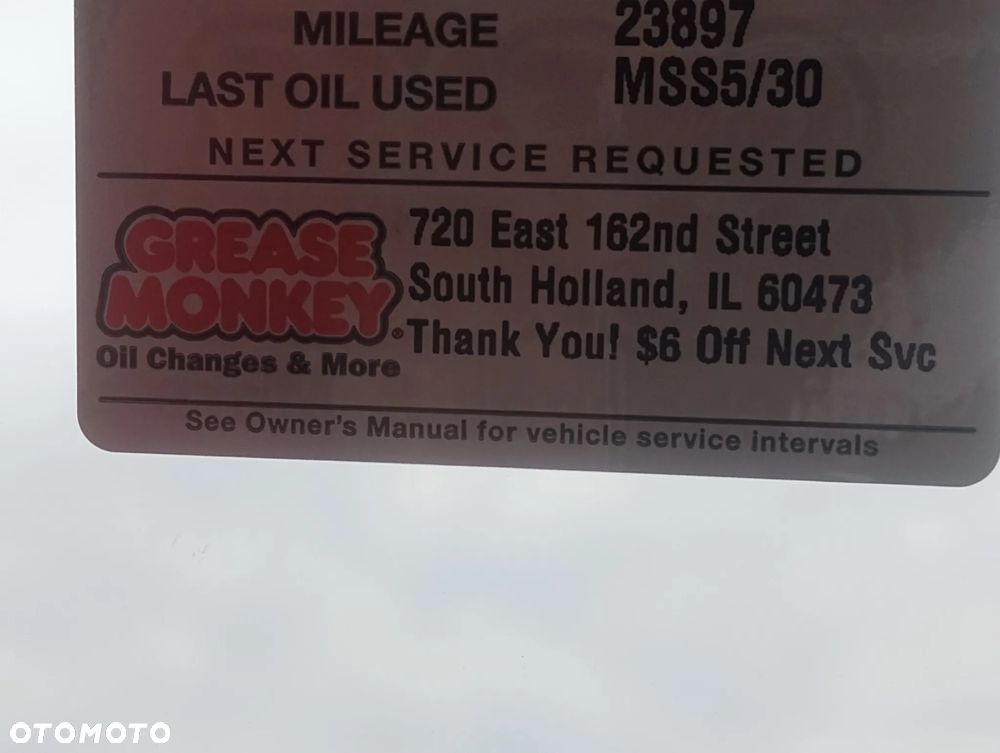 MILEAGE 23897
LAST OIL USED MSS5/30
NEXT SERVICE REQUESTED
GREASE
MONKEY®
Oil Changes & More
720 East 162nd Street
South Holland, IL 60473
Thank You! $6 Off Next Svc
See Owner's Manual for vehicle service intervals
OTOMOTO